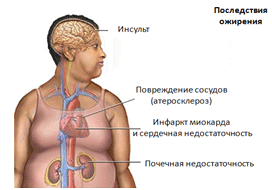 Последствия
ожирения
Инсульт
Повреждение сосудов
(атеросклероз)
Инфаркт миокарда
и сердечная недостаточность
Почечная недостаточность